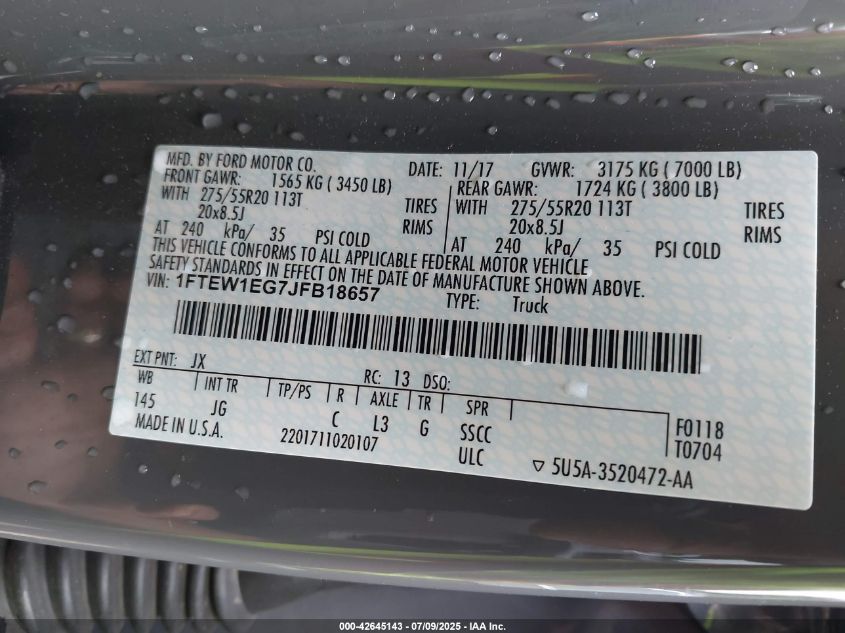 MFD. BY FORD MOTOR CO. DATE: 11/17 GVWR: 3175 KG ( 7000 LB)
FRONT GAWR: 1565 KG ( 3450 LB) REAR GAWR: 1724 KG ( 3800 LB)
WITH 275/55R20 113T TIRES WITH 275/55R20 113T TIRES
20x8.5J RIMS 20x8.5J RIMS
AT 240 kPa/ 35 PSI COLD AT 240 kPa/ 35 PSI COLD
THIS VEHICLE CONFORMS TO ALL APPLICABLE FEDERAL MOTOR VEHICLE
SAFETY STANDARDS IN EFFECT ON THE DATE OF MANUFACTURE SHOWN ABOVE.
VIN: 1FTEW1EG7JFB18657 TYPE: Truck
EXT PNT: JX RC: 13 DSO:
WB INT TR TP/PS R AXLE TR SPR
145 JG C L3 G SSCC F0118
MADE IN U.S.A. 2201711020107 ULC T0704
▽ 5U5A-3520472-AA
000-42645143 - 07/09/2025 - IAA Inc.